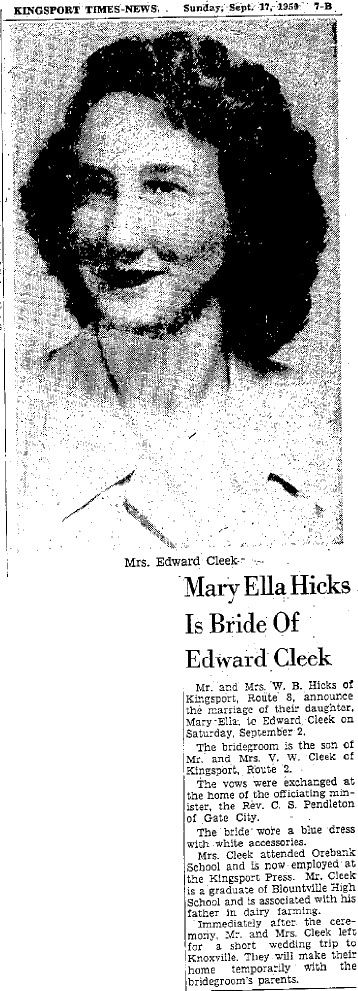 KINGSPORT TIMES-NEWS. . Sunday, Sept. 17, 1950 7-B
Mrs. Edward Cleek
Mary Ella Hicks
Is Bride Of
Edward Cleek
Mr. and Mrs. W. B. Hicks of
Kingsport, Route 8, announce
the marriage of their daughter,
Mary Ella, to Edward Cleek on
Saturday, September 2.
The bridegroom is the son of
Mr. and Mrs. V. W. Cleek of
Kingsport, Route 2.
The vows were exchanged at
the home of the officiating min-
ister, the Rev. C. S. Pendleton
of Gate City.
The bride wore a blue dress
with white accessories.
Mrs. Cleek attended Orebank
School and is now employed at
the Kingsport Press. Mr. Cleek
is a graduate of Blountville High
School and is associated with his
father in dairy farming.
Immediately after the cere-
mony, Mr. and Mrs. Cleek left
for a short wedding trip to
Knoxville. They will make their
home temporarily with the
bridegroom's parents.